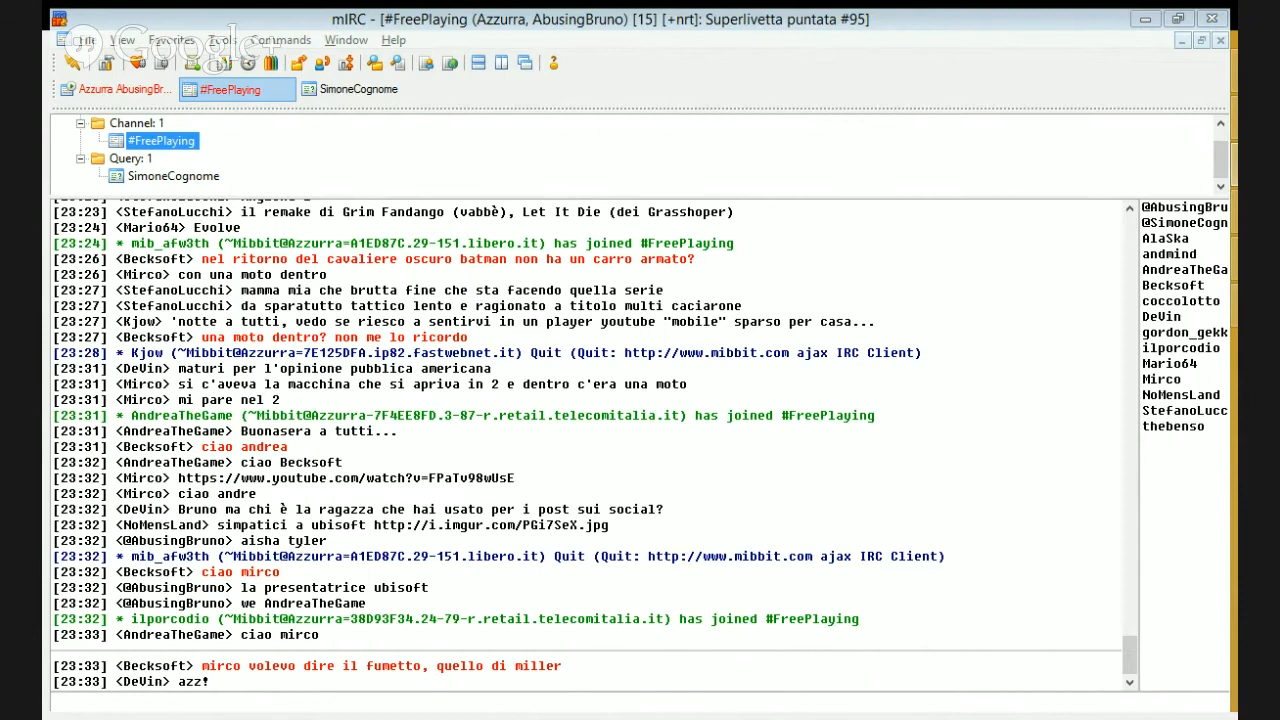 mIRC - [#FreePlaying (Azzurra, AbusingBruno) [15] [+nrt]: Superlivetta puntata #95]
File View Favorites Tools Commands Window Help
Googler
Azzurra AbusingBr... #FreePlaying SimoneCognome
Channel: 1
#FreePlaying
Query: 1
SimoneCognome
[23:23] <StefanoLucchi> il remake di Grim Fandango (vabbè), Let It Die (dei Grasshoper)
[23:24] <Mario64> Evolve
[23:24] * mib_afw3th (~Mibbit@Azzurra=A1ED87C.29-151.libero.it) has joined #FreePlaying
[23:26] <Becksoft> nel ritorno del cavaliere oscuro batman non ha un carro armato?
[23:26] <Mirco> con una moto dentro
[23:27] <StefanoLucchi> mamma mia che brutta fine che sta facendo quella serie
[23:27] <StefanoLucchi> da sparatutto tattico lento e ragionato a titolo multi caciarone
[23:27] <Kjow> 'notte a tutti, vedo se riesco a sentirvi in un player youtube "mobile" sparso per casa...
[23:27] <Becksoft> una moto dentro? non me lo ricordo
[23:28] * Kjow (~Mibbit@Azzurra=7E125DFA.ip82.fastwebnet.it) Quit (Quit: http://www.mibbit.com ajax IRC Client)
[23:31] <DeVin> maturi per l'opinione pubblica americana
[23:31] <Mirco> si c'aveva la macchina che si apriva in 2 e dentro c'era una moto
[23:31] <Mirco> mi pare nel 2
[23:31] * AndreaTheGame (~Mibbit@Azzurra-7F4EE8FD.3-87-r.retail.telecomitalia.it) has joined #FreePlaying
[23:31] <AndreaTheGame> Buonasera a tutti...
[23:31] <Becksoft> ciao andrea
[23:32] <AndreaTheGame> ciao Becksoft
[23:32] <Mirco> https://www.youtube.com/watch?v=FPaTv98wUsE
[23:32] <Mirco> ciao andre
[23:32] <DeVin> Bruno ma chi è la ragazza che hai usato per i post sui social?
[23:32] <NoMensLand> simpatici a ubisoft http://i.imgur.com/PGi7SeX.jpg
[23:32] <@AbusingBruno> aisha tyler
[23:32] * mib_afw3th (~Mibbit@Azzurra=A1ED87C.29-151.libero.it) Quit (Quit: http://www.mibbit.com ajax IRC Client)
[23:32] <Becksoft> ciao mirco
[23:32] <@AbusingBruno> la presentatrice ubisoft
[23:32] <@AbusingBruno> we AndreaTheGame
[23:32] * ilporcodio (~Mibbit@Azzurra=38D93F34.24-79-r.retail.telecomitalia.it) has joined #FreePlaying
[23:33] <AndreaTheGame> ciao mirco
[23:33] <Becksoft> mirco volevo dire il fumetto, quello di miller
[23:33] <DeVin> azz!
@AbusingBru
@SimoneCogn
AlaSka
andmind
AndreaTheGa
Becksoft
coccolotto
DeVin
gordon_gekk
ilporcodio
Mario64
Mirco
NoMensLand
StefanoLucc
thebenso